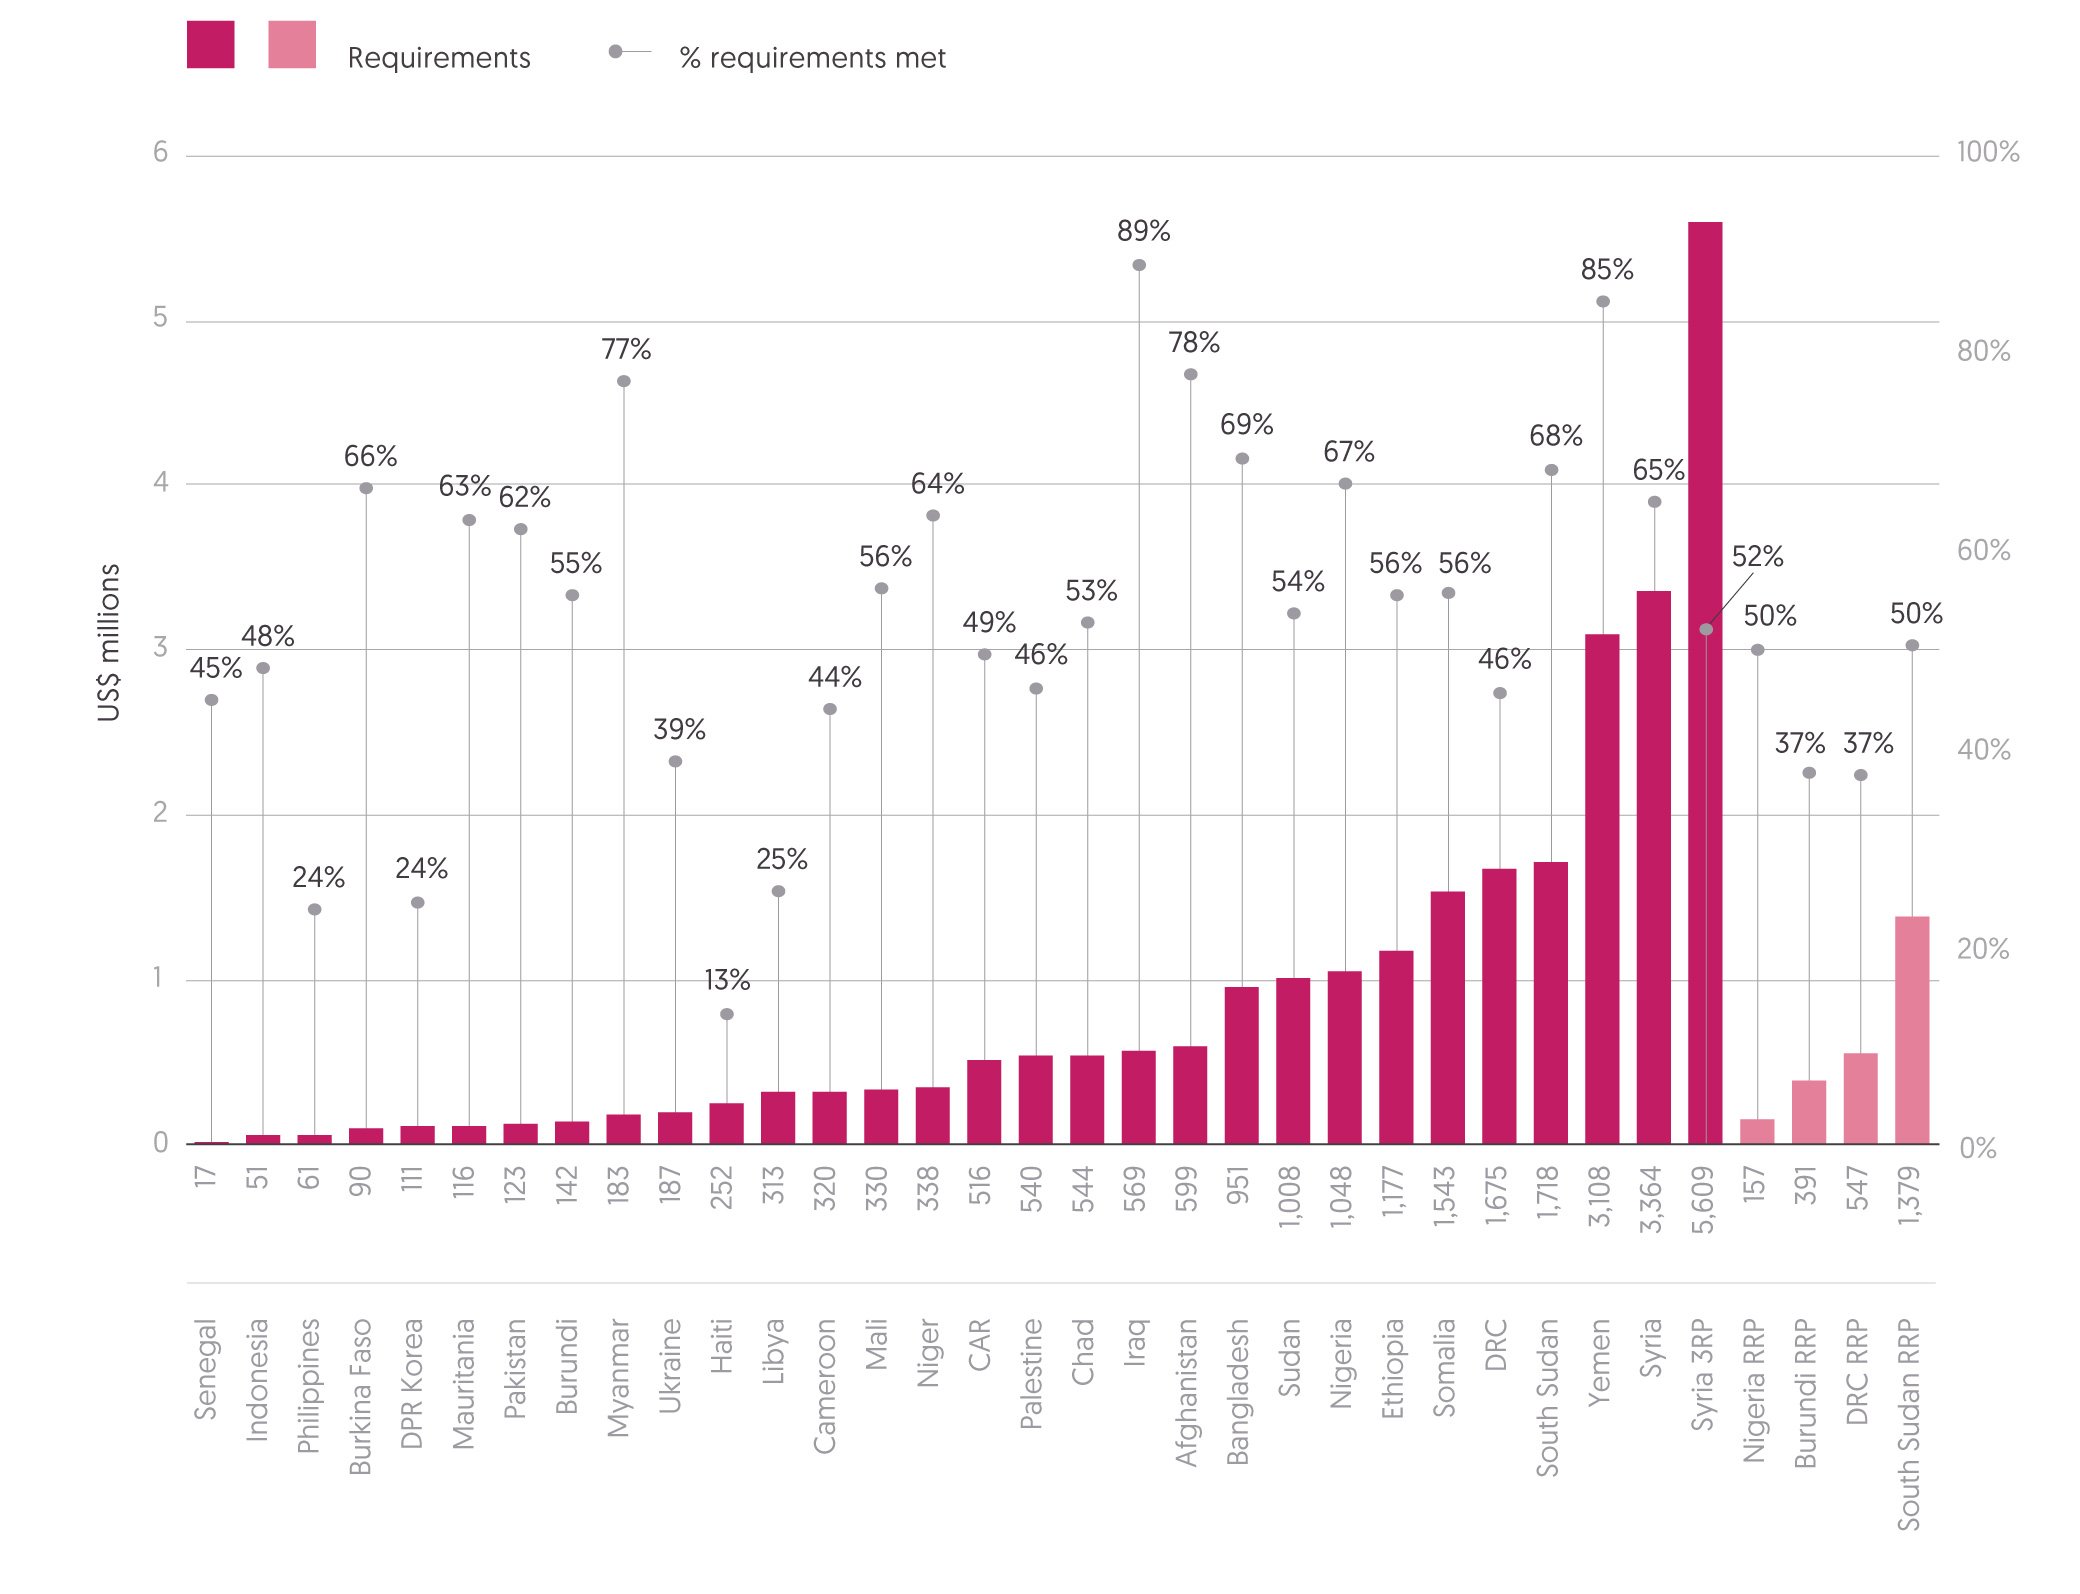 Requirements
% requirements met
US$ millions
6
5
4
3
2
1
0
100%
80%
60%
40%
20%
0%
45%
48%
24%
66%
24%
63%
62%
55%
77%
39%
13%
25%
44%
56%
64%
49%
46%
53%
89%
78%
69%
54%
67%
56%
56%
46%
68%
85%
65%
52%
50%
37%
37%
50%
17
51
61
90
111
116
123
142
183
187
252
313
320
330
338
516
540
544
569
599
951
1,008
1,048
1,177
1,543
1,675
1,718
3,108
3,364
5,609
157
391
547
1,379
Senegal
Indonesia
Philippines
Burkina Faso
DPR Korea
Mauritania
Pakistan
Burundi
Myanmar
Ukraine
Haiti
Libya
Cameroon
Mali
Niger
CAR
Palestine
Chad
Iraq
Afghanistan
Bangladesh
Sudan
Nigeria
Ethiopia
Somalia
DRC
South Sudan
Yemen
Syria
Syria 3RP
Nigeria RRP
Burundi RRP
DRC RRP
South Sudan RRP